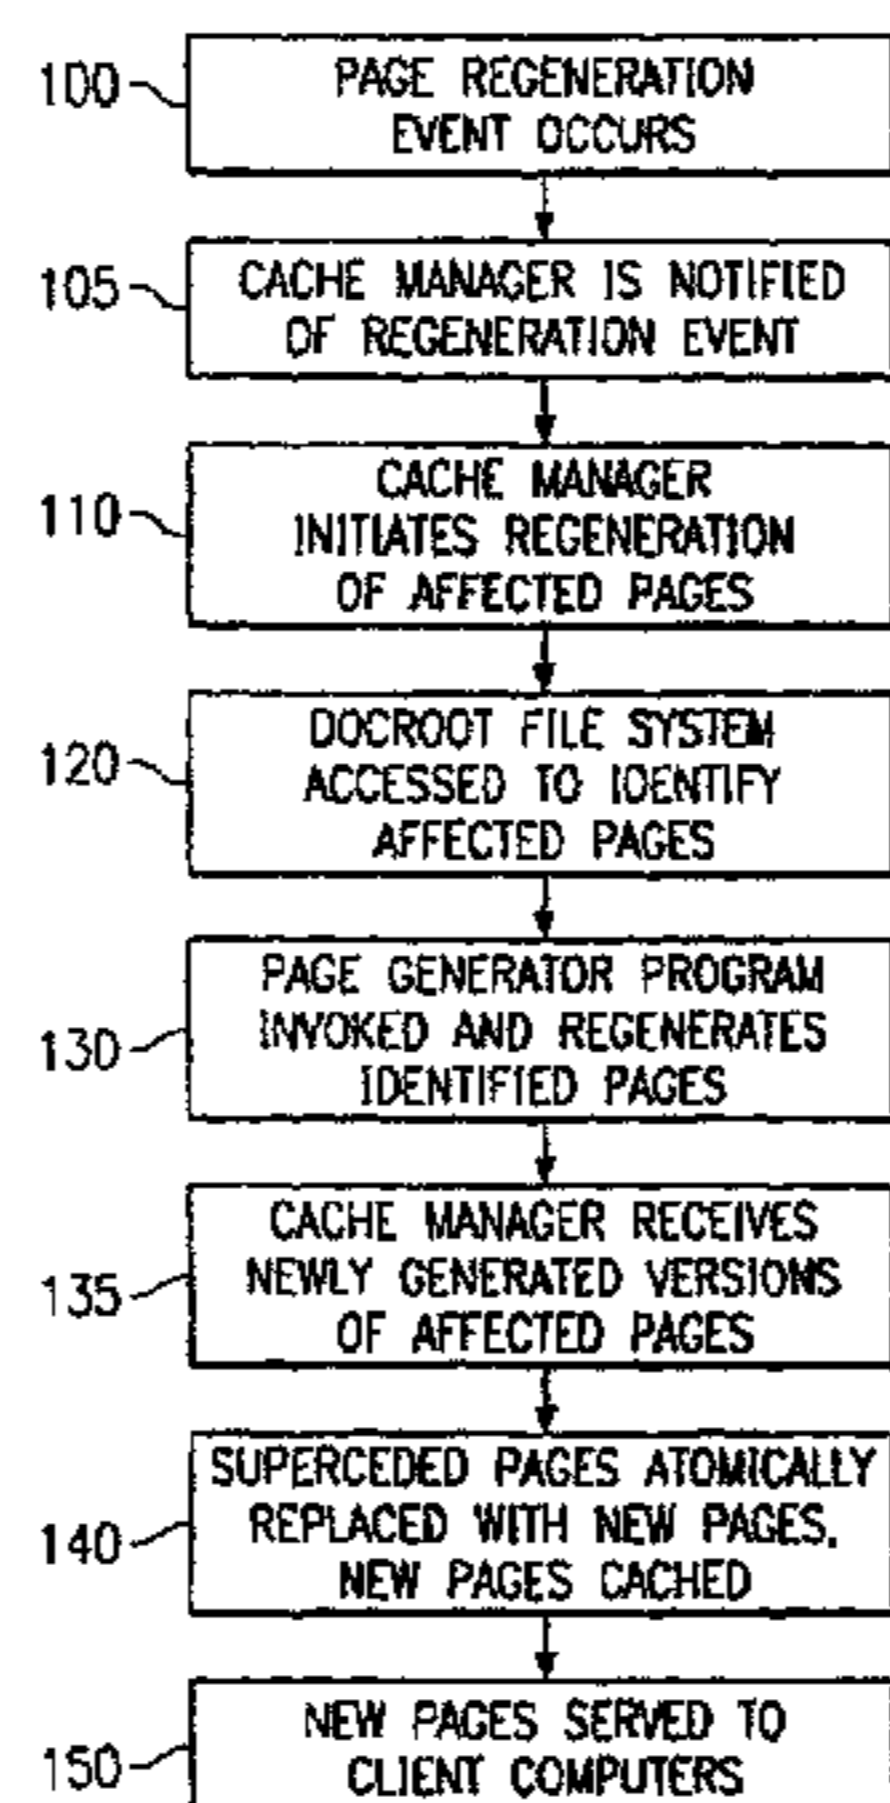 100
PAGE REGENERATION
EVENT OCCURS
105
CACHE MANAGER IS NOTIFIED
OF REGENERATION EVENT
110
CACHE MANAGER
INITIATES REGENERATION
OF AFFECTED PAGES
120
DOCROOT FILE SYSTEM
ACCESSED TO IDENTIFY
AFFECTED PAGES
130
PAGE GENERATOR PROGRAM
INVOKED AND REGENERATES
IDENTIFIED PAGES
135
CACHE MANAGER RECEIVES
NEWLY GENERATED VERSIONS
OF AFFECTED PAGES
140
SUPERCEDED PAGES ATOMICALLY
REPLACED WITH NEW PAGES.
NEW PAGES CACHED
150
NEW PAGES SERVED TO
CLIENT COMPUTERS